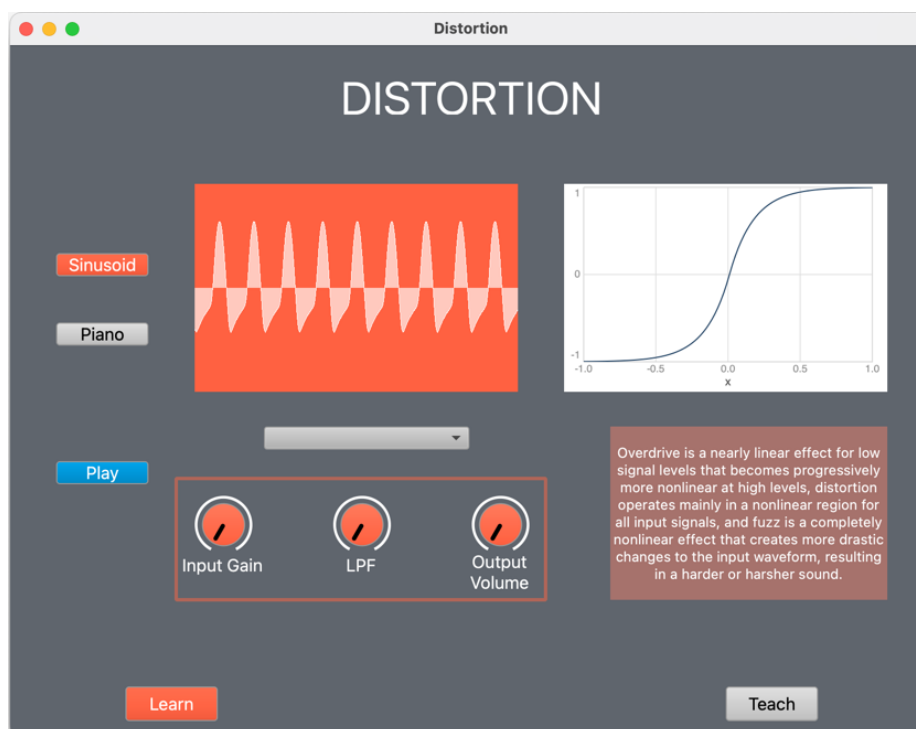 Distortion
DISTORTION
Sinusoid
Piano
1
0
-1
-1.0
-0.5
0.0
0.5
1.0
x
Play
Input Gain
LPF
Output
Volume
Overdrive is a nearly linear effect for low
signal levels that becomes progressively
more nonlinear at high levels, distortion
operates mainly in a nonlinear region for
all input signals, and fuzz is a completely
nonlinear effect that creates more drastic
changes to the input waveform, resulting
in a harder or harsher sound.
Learn
Teach